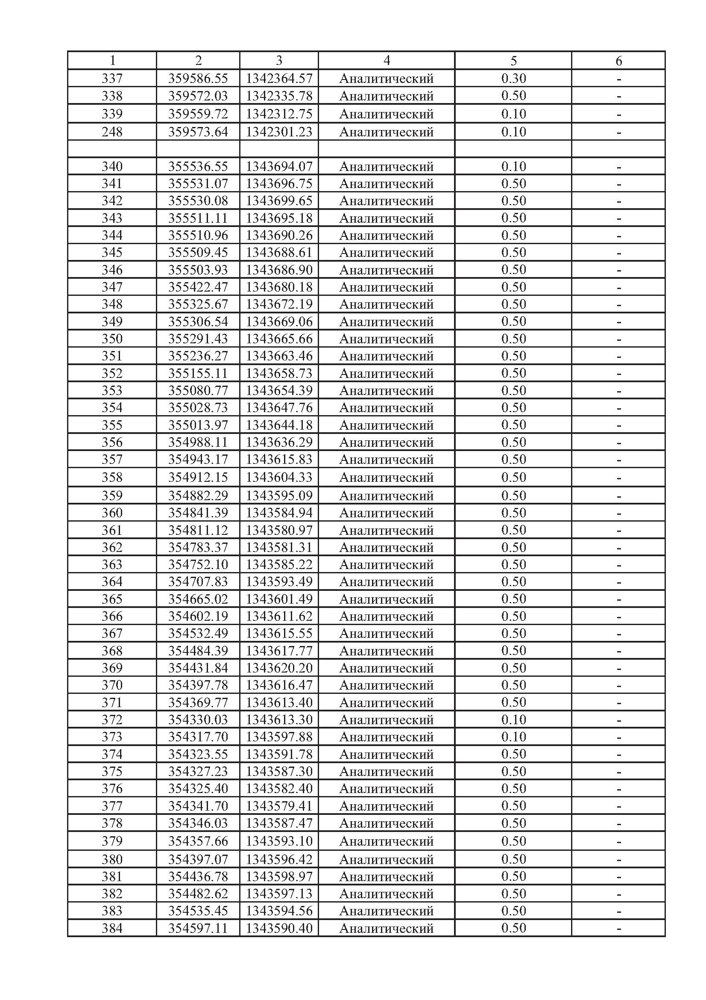 1 2 3 4 5 6
337 359586.55 1342364.57 Аналитический 0.30 -
338 359572.03 1342335.78 Аналитический 0.50 -
339 359559.72 1342312.75 Аналитический 0.10 -
248 359573.64 1342301.23 Аналитический 0.10 -
340 355536.55 1343694.07 Аналитический 0.10 -
341 355531.07 1343696.75 Аналитический 0.50 -
342 355530.08 1343699.65 Аналитический 0.50 -
343 355511.11 1343695.18 Аналитический 0.50 -
344 355510.96 1343690.26 Аналитический 0.50 -
345 355509.45 1343688.61 Аналитический 0.50 -
346 355503.93 1343686.90 Аналитический 0.50 -
347 355422.47 1343680.18 Аналитический 0.50 -
348 355325.67 1343672.19 Аналитический 0.50 -
349 355306.54 1343669.06 Аналитический 0.50 -
350 355291.43 1343665.66 Аналитический 0.50 -
351 355236.27 1343663.46 Аналитический 0.50 -
352 355155.11 1343658.73 Аналитический 0.50 -
353 355080.77 1343654.39 Аналитический 0.50 -
354 355028.73 1343647.76 Аналитический 0.50 -
355 355013.97 1343644.18 Аналитический 0.50 -
356 354988.11 1343636.29 Аналитический 0.50 -
357 354943.17 1343615.83 Аналитический 0.50 -
358 354912.15 1343604.33 Аналитический 0.50 -
359 354882.29 1343595.09 Аналитический 0.50 -
360 354841.39 1343584.94 Аналитический 0.50 -
361 354811.12 1343580.97 Аналитический 0.50 -
362 354783.37 1343581.31 Аналитический 0.50 -
363 354752.10 1343585.22 Аналитический 0.50 -
364 354707.83 1343593.49 Аналитический 0.50 -
365 354665.02 1343601.49 Аналитический 0.50 -
366 354602.19 1343611.62 Аналитический 0.50 -
367 354532.49 1343615.55 Аналитический 0.50 -
368 354484.39 1343617.77 Аналитический 0.50 -
369 354431.84 1343620.20 Аналитический 0.50 -
370 354397.78 1343616.47 Аналитический 0.50 -
371 354369.77 1343613.40 Аналитический 0.50 -
372 354330.03 1343613.30 Аналитический 0.10 -
373 354317.70 1343597.88 Аналитический 0.10 -
374 354323.55 1343591.78 Аналитический 0.50 -
375 354327.23 1343587.30 Аналитический 0.50 -
376 354325.40 1343582.40 Аналитический 0.50 -
377 354341.70 1343579.41 Аналитический 0.50 -
378 354346.03 1343587.47 Аналитический 0.50 -
379 354357.66 1343593.10 Аналитический 0.50 -
380 354397.07 1343596.42 Аналитический 0.50 -
381 354436.78 1343598.97 Аналитический 0.50 -
382 354482.62 1343597.13 Аналитический 0.50 -
383 354535.45 1343594.56 Аналитический 0.50 -
384 354597.11 1343590.40 Аналитический 0.50 -